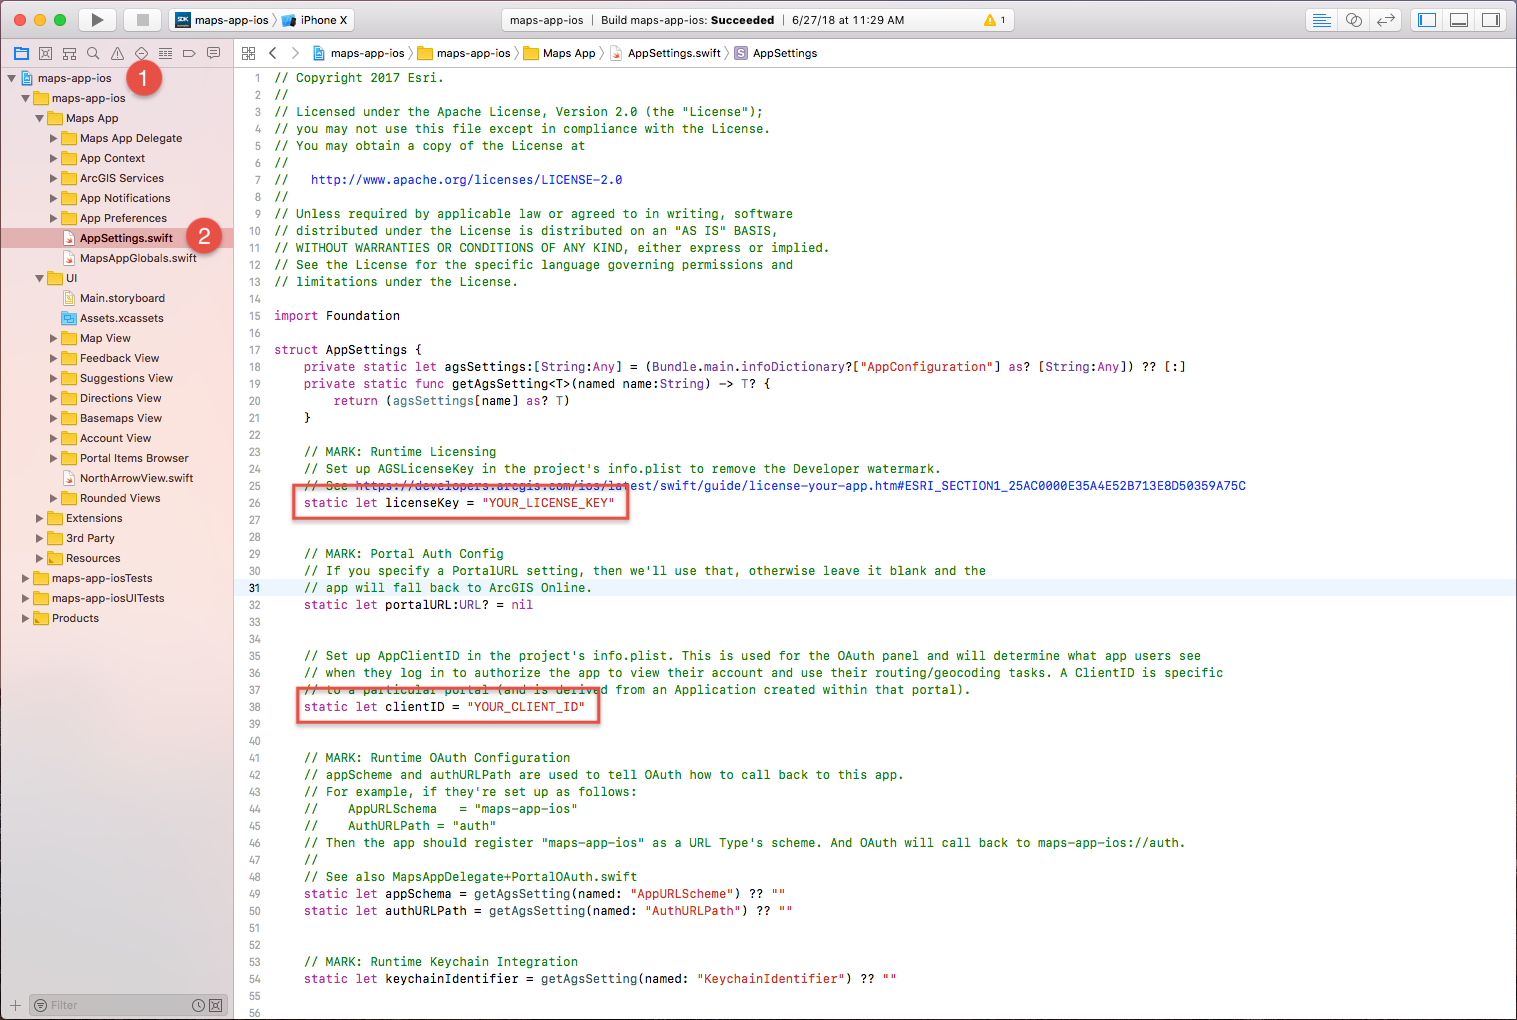 maps-app-ios › iPhone X
maps-app-ios | Build maps-app-ios: Succeeded | 6/27/18 at 11:29 AM
1
maps-app-ios › maps-app-ios › Maps App › AppSettings.swift › S AppSettings
maps-app-ios
1
maps-app-ios
Maps App
Maps App Delegate
App Context
ArcGIS Services
App Notifications
App Preferences
AppSettings.swift
2
MapsAppGlobals.swift
UI
Main.storyboard
Assets.xcassets
Map View
Feedback View
Suggestions View
Directions View
Basemaps View
Account View
Portal Items Browser
NorthArrowView.swift
Rounded Views
Extensions
3rd Party
Resources
maps-app-iosTests
maps-app-iosUITests
Products
Filter
1 // Copyright 2017 Esri.
2 //
3 // Licensed under the Apache License, Version 2.0 (the "License");
4 // you may not use this file except in compliance with the License.
5 // You may obtain a copy of the License at
6 //
7 //   http://www.apache.org/licenses/LICENSE-2.0
8 //
9 // Unless required by applicable law or agreed to in writing, software
10 // distributed under the License is distributed on an "AS IS" BASIS,
11 // WITHOUT WARRANTIES OR CONDITIONS OF ANY KIND, either express or implied.
12 // See the License for the specific language governing permissions and
13 // limitations under the License.
14
15 import Foundation
16
17 struct AppSettings {
18     private static let agsSettings:[String:Any] = (Bundle.main.infoDictionary?["AppConfiguration"] as? [String:Any]) ?? [:]
19     private static func getAgsSetting<T>(named name:String) -> T? {
20         return (agsSettings[name] as? T)
21     }
22
23     // MARK: Runtime Licensing
24     // Set up AGSLicenseKey in the project's info.plist to remove the Developer watermark.
25     // See https://developers.arcgis.com/ios/latest/swift/guide/license-your-app.htm#ESRI_SECTION1_25AC0000E35A4E52B713E8D50359A75C
26     static let licenseKey = "YOUR_LICENSE_KEY"
27
28
29     // MARK: Portal Auth Config
30     // If you specify a PortalURL setting, then we'll use that, otherwise leave it blank and the
31     // app will fall back to ArcGIS Online.
32     static let portalURL:URL? = nil
33
34
35     // Set up AppClientID in the project's info.plist. This is used for the OAuth panel and will determine what app users see
36     // when they log in to authorize the app to view their account and use their routing/geocoding tasks. A ClientID is specific
37     // to a particular portal (and is derived from an Application created within that portal).
38     static let clientID = "YOUR_CLIENT_ID"
39
40
41     // MARK: Runtime OAuth Configuration
42     // appScheme and authURLPath are used to tell OAuth how to call back to this app.
43     // For example, if they're set up as follows:
44     //    AppURLSchema   = "maps-app-ios"
45     //    AuthURLPath = "auth"
46     // Then the app should register "maps-app-ios" as a URL Type's scheme. And OAuth will call back to maps-app-ios://auth.
47     //
48     // See also MapsAppDelegate+PortalOAuth.swift
49     static let appSchema = getAgsSetting(named: "AppURLScheme") ?? ""
50     static let authURLPath = getAgsSetting(named: "AuthURLPath") ?? ""
51
52
53     // MARK: Runtime Keychain Integration
54     static let keychainIdentifier = getAgsSetting(named: "KeychainIdentifier") ?? ""
55
56